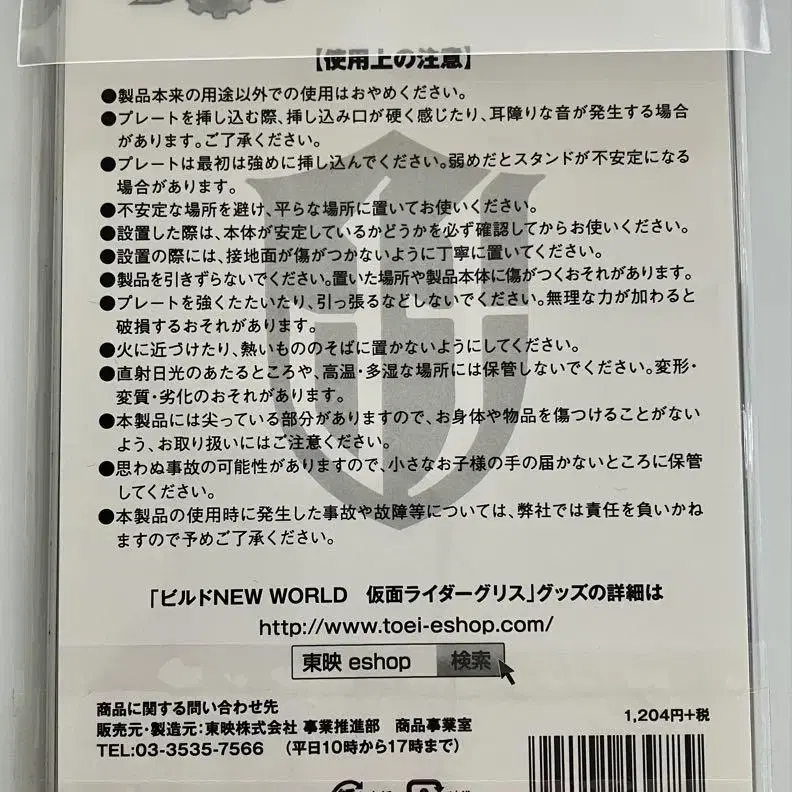 【使用上の注意】
●製品本来の用途以外での使用はおやめください。
●プレートを挿し込む際、挿し込み口が硬く感じたり、耳障りな音が発生する場合
があります。ご了承ください。
●プレートは最初は強めに挿し込んでください。弱めだとスタンドが不安定になる
場合があります。
●不安定な場所を避け、平らな場所に置いてお使いください。
●設置した際は、本体が安定しているかどうかを必ず確認してからお使いください。
●設置の際には、接地面が傷がつかないように丁寧に置いてください。
●製品を引きずらないでください。置いた場所や製品本体に傷がつくおそれがあります。
●プレートを強くたたいたり、引っ張るなどしないでください。無理な力が加わると
破損するおそれがあります。
●火に近づけたり、熱いもののそばに置かないようにしてください。
●直射日光のあたるところや、高温・多湿な場所には保管しないでください。変形・
変質・劣化のおそれがあります。
●本製品には尖っている部分がありますので、お身体や物品を傷つけることがない
よう、お取り扱いにはご注意ください。
●思わぬ事故の可能性がありますので、小さなお子様の手の届かないところに保管
してください。
●本製品の使用時に発生した事故や故障等については、弊社では責任を負いかね
ますので予めご了承ください。
「ビルドNEW WORLD 仮面ライダーグリス」グッズの詳細は
http://www.toei-eshop.com/
東映 eshop 検索
商品に関する問い合わせ先
販売元・製造元:東映株式会社 事業推進部 商品事業室
TEL:03-3535-7566 (平日10時から17時まで)
1,204円+税